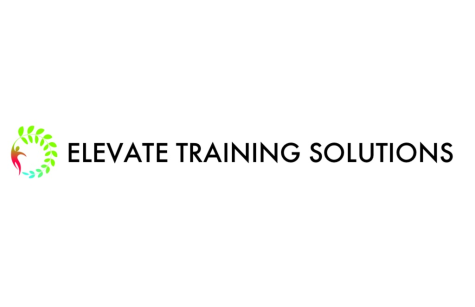 ELEVATE TRAINING SOLUTIONS